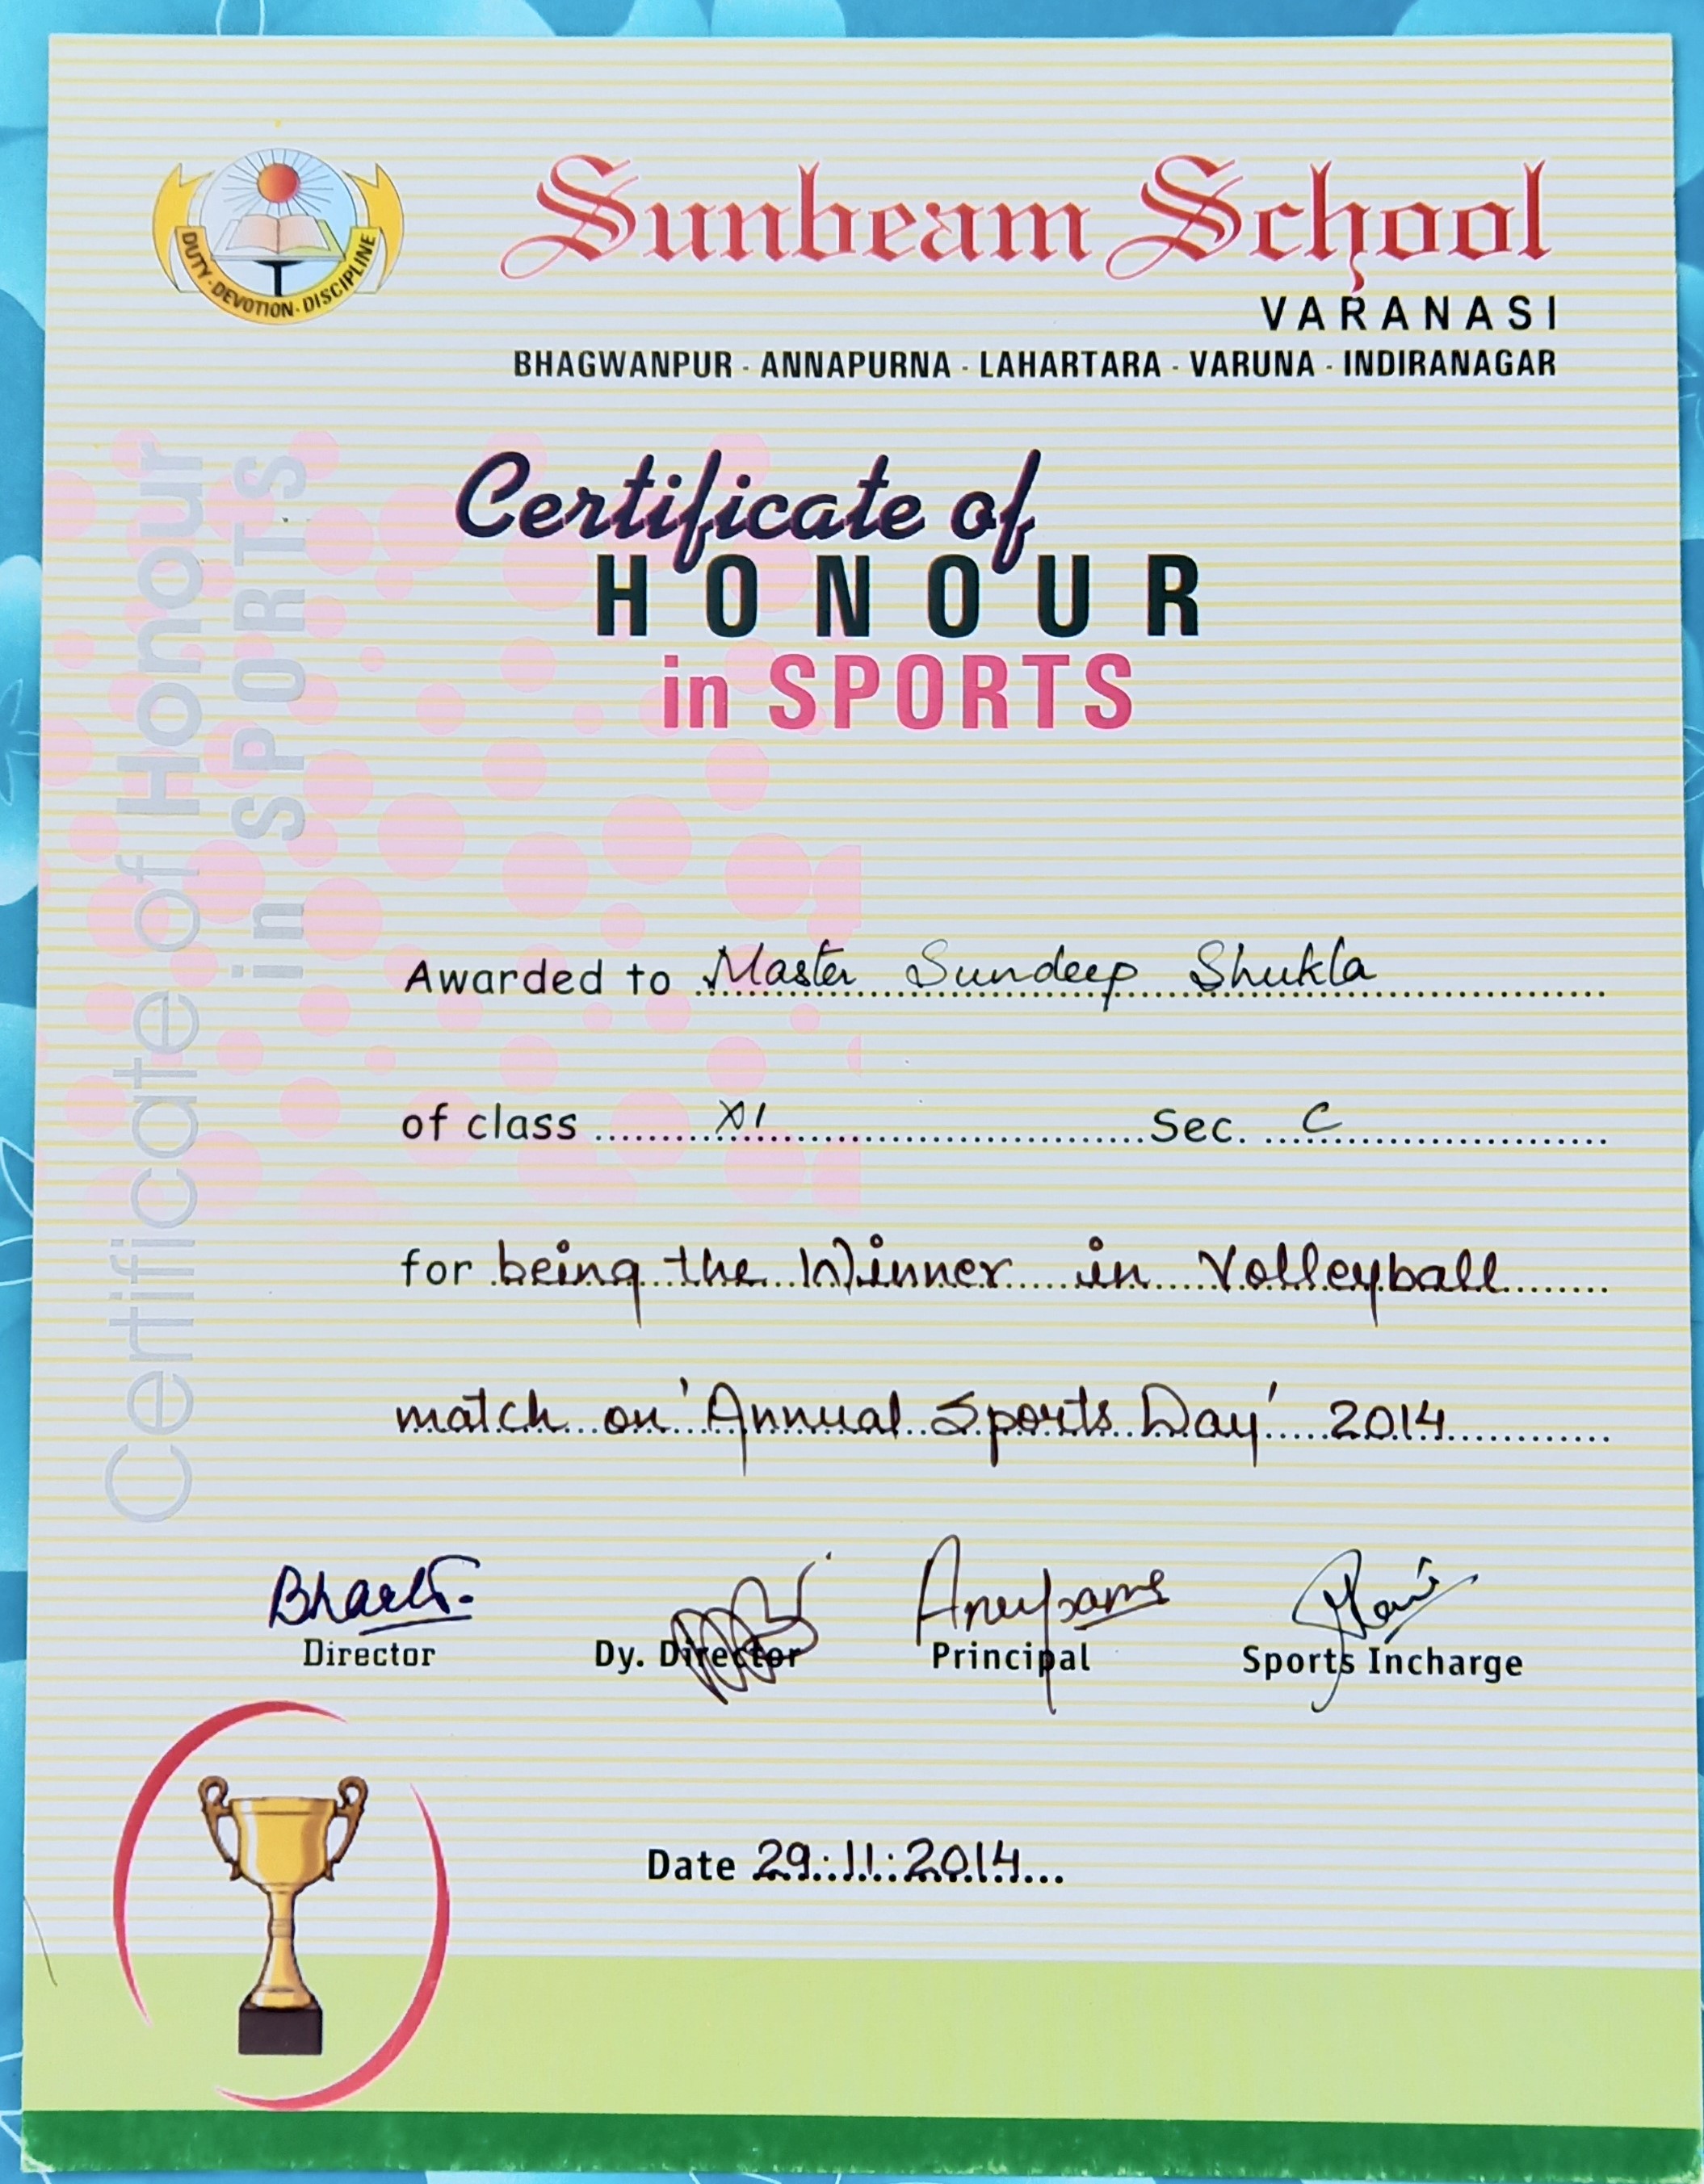 DUTY · DEVOTION · DISCIPLINE
Sunbeam School
VARANASI
BHAGWANPUR - ANNAPURNA - LAHARTARA - VARUNA - INDIRANAGAR
Certificate of
HONOUR
in SPORTS
Certificate of Honour
in SPORTS
Awarded to Master Sundeep Shukla
of class XI Sec. C
for being the Winner in Volleyball
match on 'Annual Sports Day' 2014
Bharti Anupama
Director Dy. Director Principal Sports Incharge
Date 29.11.2014